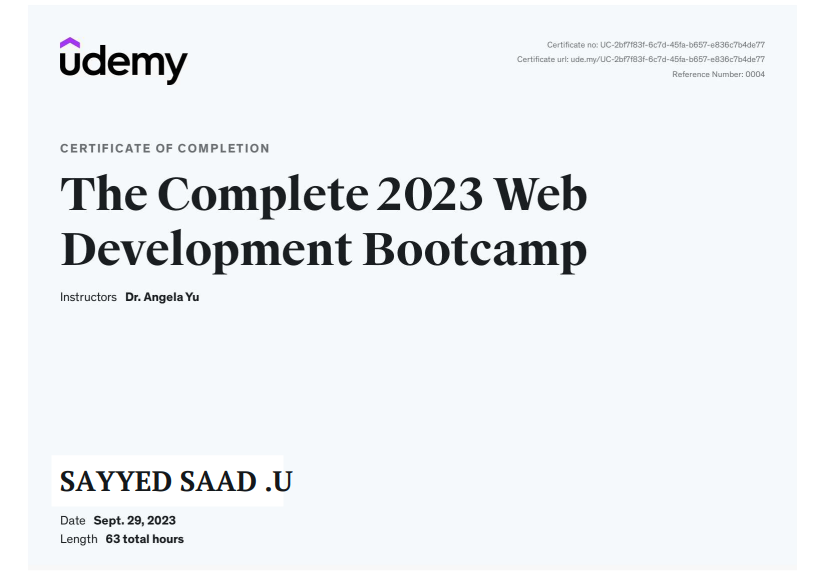 udemy
Certificate no: UC-2bf7f83f-6c7d-45fa-b657-e836c7b4de77
Certificate url: ude.my/UC-2bf7f83f-6c7d-45fa-b657-e836c7b4de77
Reference Number: 0004
CERTIFICATE OF COMPLETION
The Complete 2023 Web
Development Bootcamp
Instructors Dr. Angela Yu
SAYYED SAAD .U
Date Sept. 29, 2023
Length 63 total hours